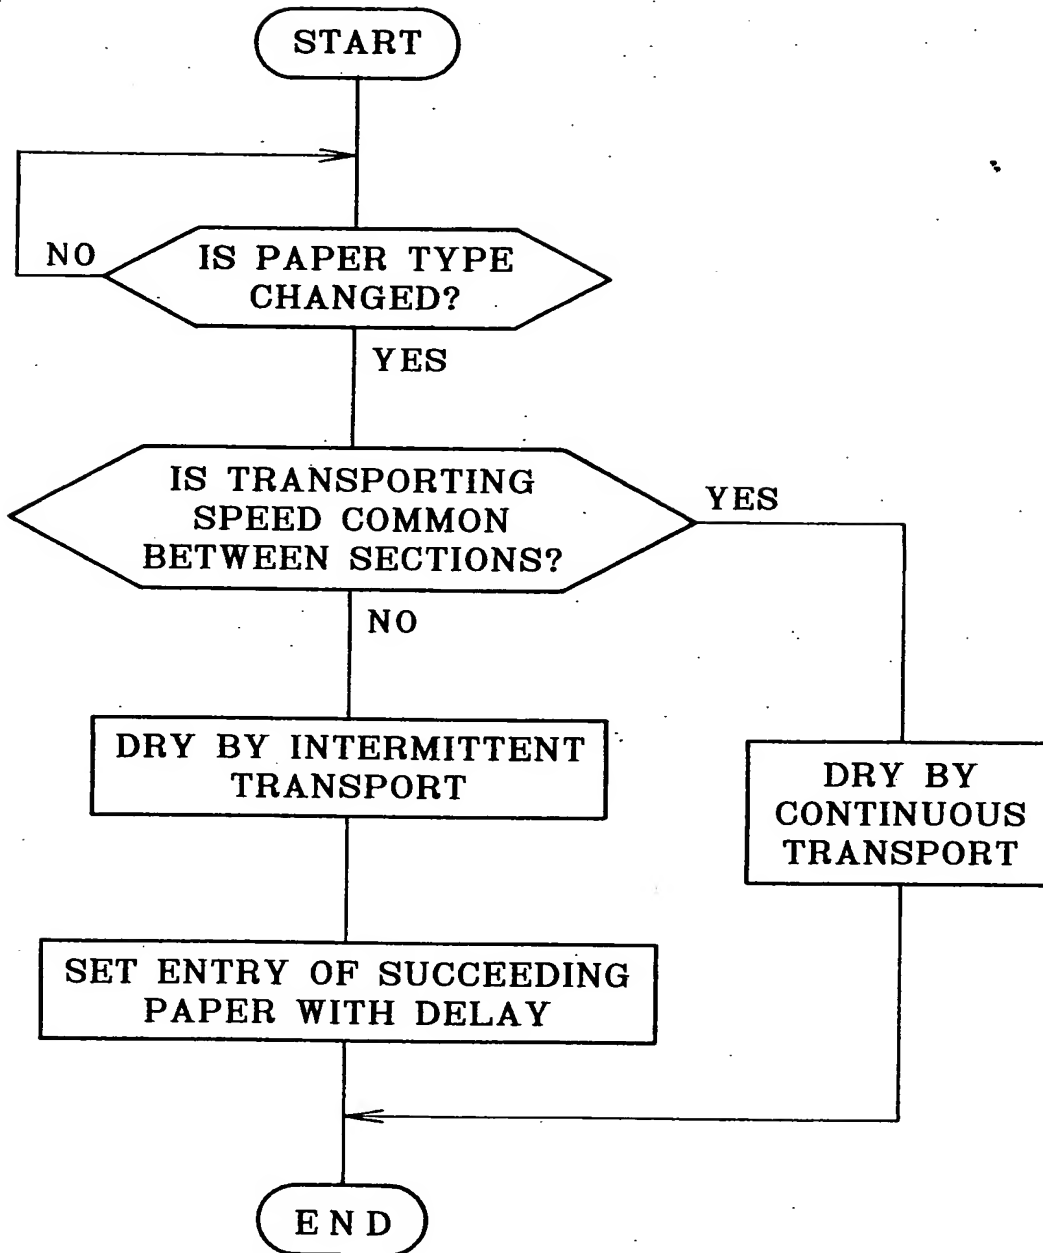 START
NO
IS PAPER TYPE
CHANGED?
YES
IS TRANSPORTING
SPEED COMMON
BETWEEN SECTIONS?
YES
NO
DRY BY INTERMITTENT
TRANSPORT
DRY BY
CONTINUOUS
TRANSPORT
SET ENTRY OF SUCCEEDING
PAPER WITH DELAY
END